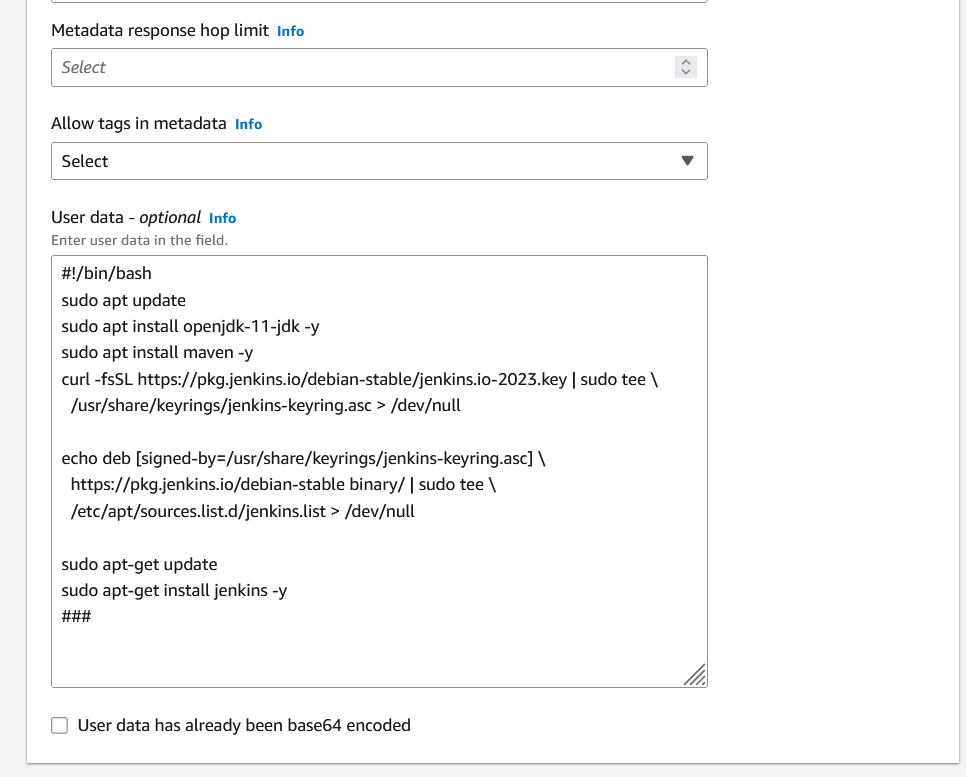 Metadata response hop limit Info
Select
Allow tags in metadata Info
Select
User data - optional Info
Enter user data in the field.
#!/bin/bash
sudo apt update
sudo apt install openjdk-11-jdk -y
sudo apt install maven -y
curl -fsSL https://pkg.jenkins.io/debian-stable/jenkins.io-2023.key | sudo tee \
  /usr/share/keyrings/jenkins-keyring.asc > /dev/null

echo deb [signed-by=/usr/share/keyrings/jenkins-keyring.asc] \
  https://pkg.jenkins.io/debian-stable binary/ | sudo tee \
  /etc/apt/sources.list.d/jenkins.list > /dev/null

sudo apt-get update
sudo apt-get install jenkins -y
###
User data has already been base64 encoded